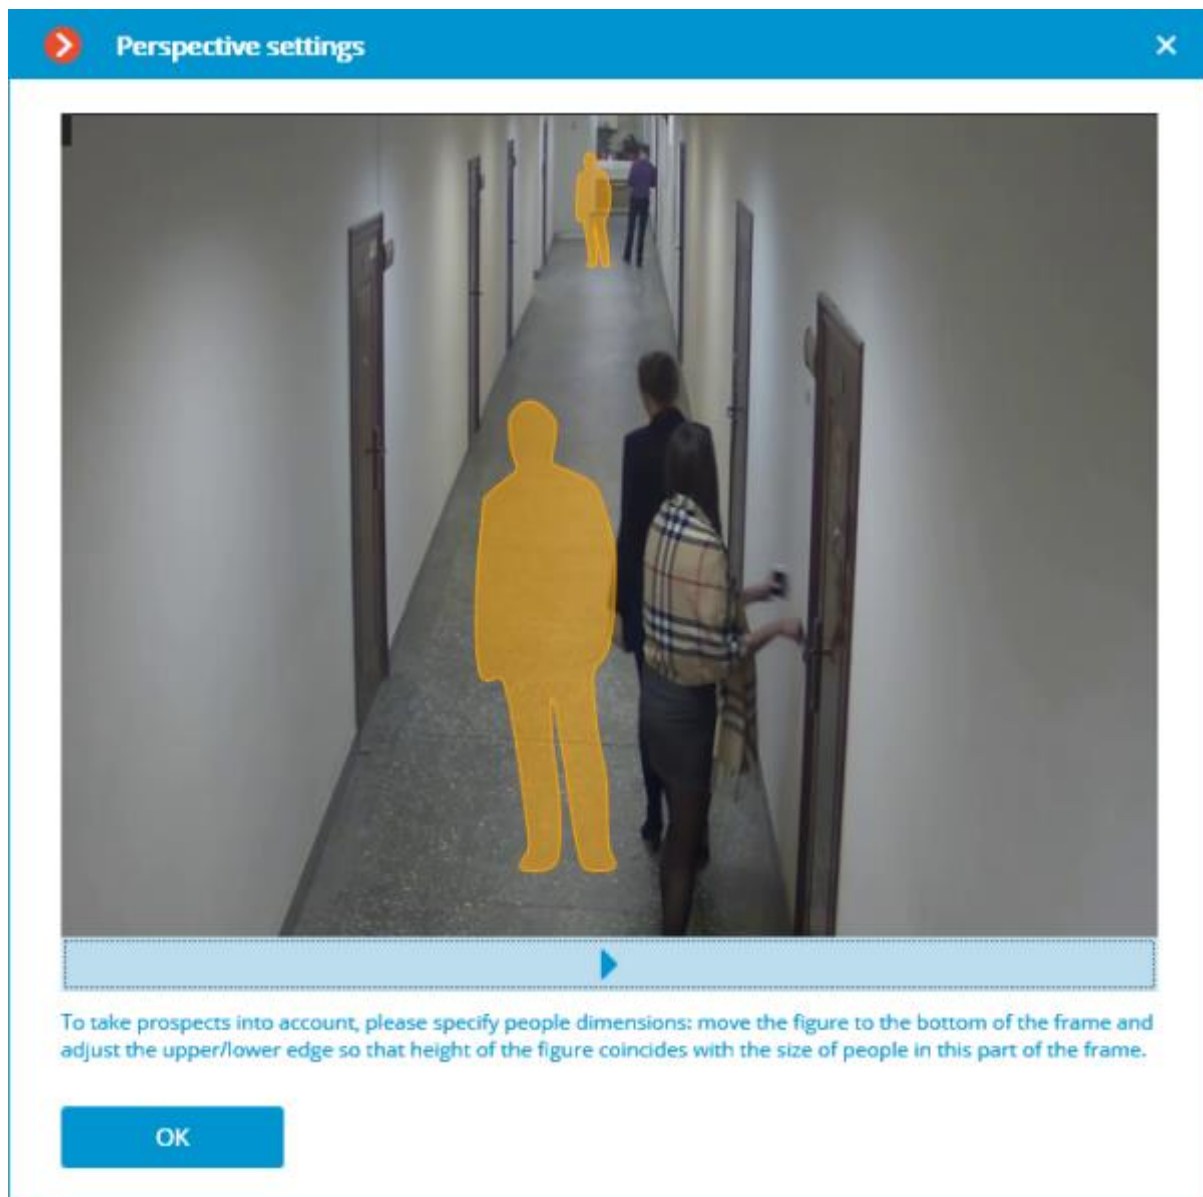 Perspective settings
To take prospects into account, please specify people dimensions: move the figure to the bottom of the frame and
adjust the upper/lower edge so that height of the figure coincides with the size of people in this part of the frame.
OK